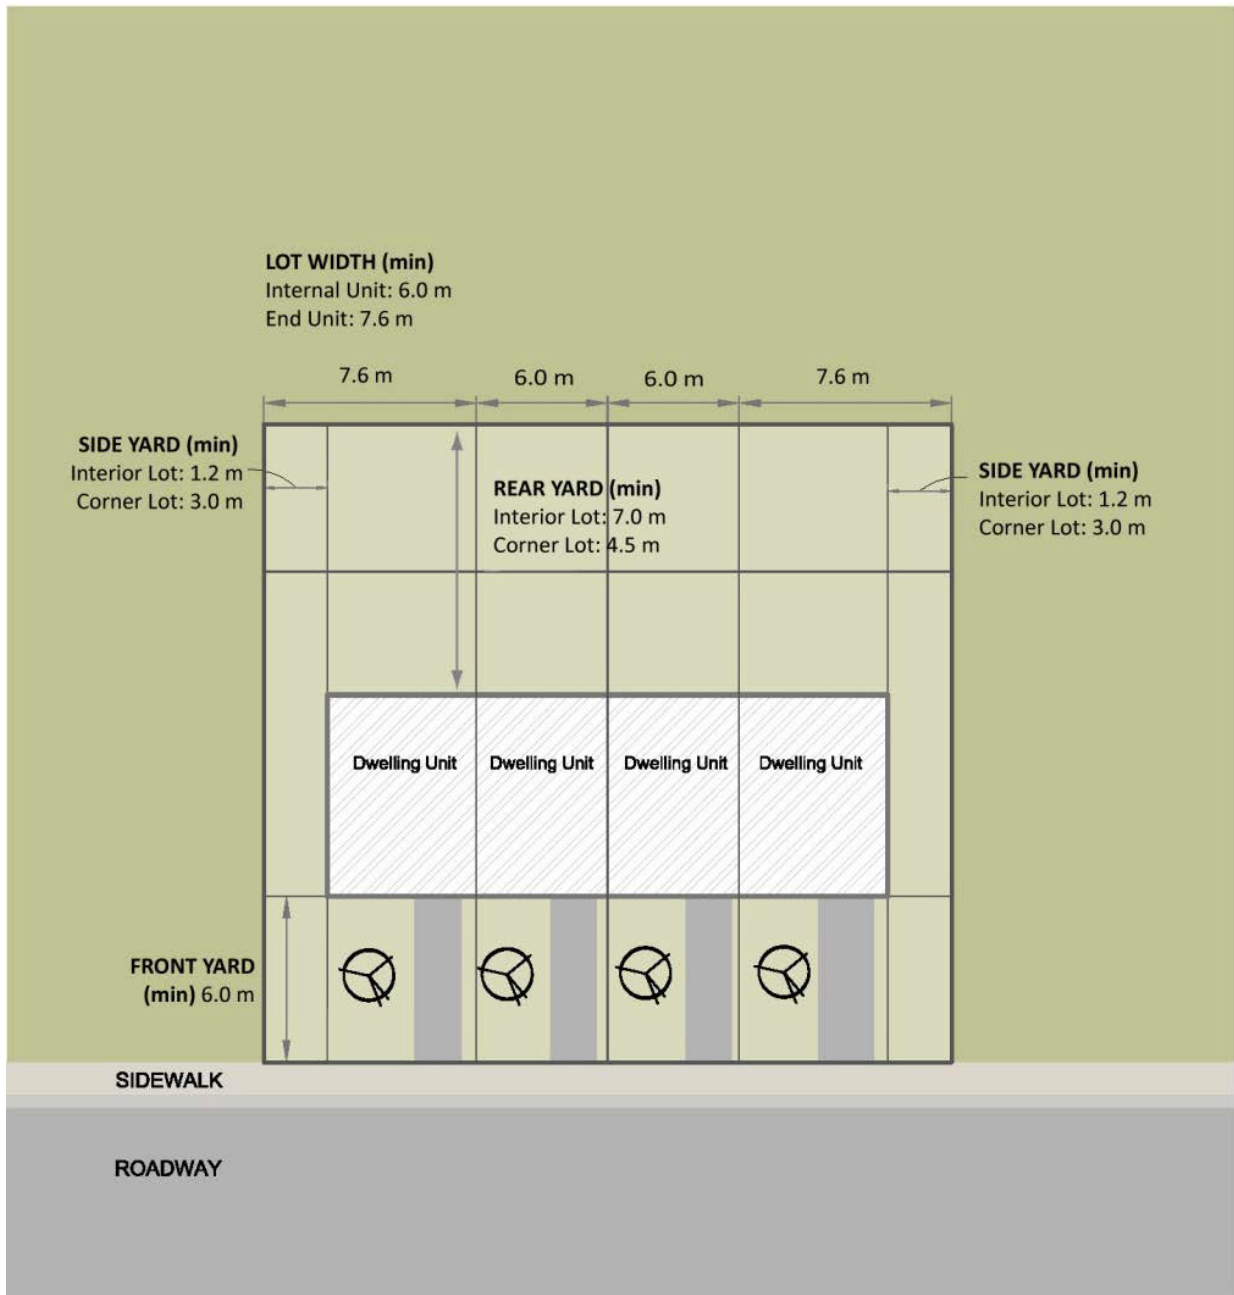 LOT WIDTH (min)
Internal Unit: 6.0 m
End Unit: 7.6 m
7.6 m
6.0 m
6.0 m
7.6 m
SIDE YARD (min)
Interior Lot: 1.2 m
Corner Lot: 3.0 m
REAR YARD (min)
Interior Lot: 7.0 m
Corner Lot: 4.5 m
SIDE YARD (min)
Interior Lot: 1.2 m
Corner Lot: 3.0 m
Dwelling Unit
Dwelling Unit
Dwelling Unit
Dwelling Unit
FRONT YARD
(min) 6.0 m
SIDEWALK
ROADWAY